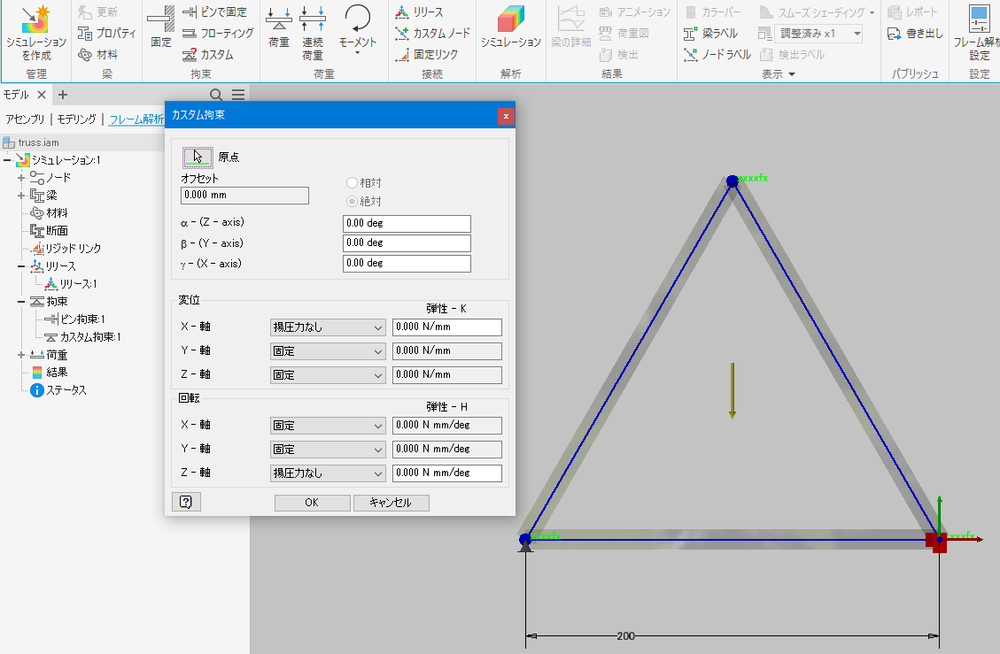 シミュレーションを作成
管理
更新
プロパティ
材料
梁
固定
ピンで固定
フローティング
カスタム
拘束
荷重
連続荷重
モーメント
荷重
リリース
カスタム ノード
固定リンク
接続
シミュレーション
解析
梁の詳細
アニメーション
荷重図
検出
結果
カラーバー
梁ラベル
ノード ラベル
スムーズ シェーディング
調整済み x1
検出ラベル
表示
レポート
書き出し
パブリッシュ
フレーム解析
設定
設定
モデル
アセンブリ | モデリング | フレーム解析
truss.iam
シミュレーション:1
ノード
梁
材料
断面
リジッド リンク
リリース
リリース:1
拘束
ピン拘束:1
カスタム拘束:1
荷重
結果
ステータス
カスタム拘束
x
原点
オフセット
0.000 mm
相対
絶対
α - (Z - axis) 0.00 deg
β - (Y - axis) 0.00 deg
γ - (X - axis) 0.00 deg
変位
弾性 - K
X - 軸 揚圧力なし 0.000 N/mm
Y - 軸 固定 0.000 N/mm
Z - 軸 固定 0.000 N/mm
回転
弾性 - H
X - 軸 固定 0.000 N mm/deg
Y - 軸 固定 0.000 N mm/deg
Z - 軸 揚圧力なし 0.000 N mm/deg
OK
キャンセル
200